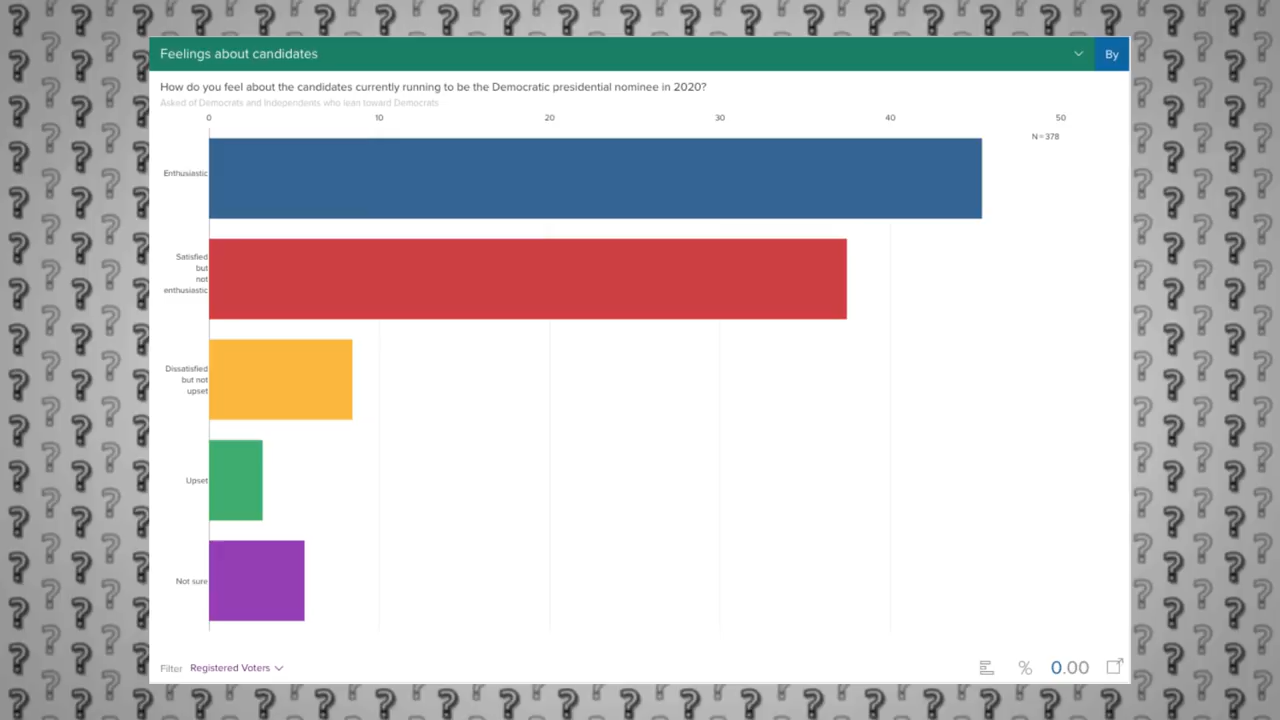 Feelings about candidates
By
How do you feel about the candidates currently running to be the Democratic presidential nominee in 2020?
Asked of Democrats and Independents who lean toward Democrats
0 10 20 30 40 50
N=378
Enthusiastic
Satisfied
but
not
enthusiastic
Dissatisfied
but not
upset
Upset
Not sure
Filter Registered Voters
% 0.00